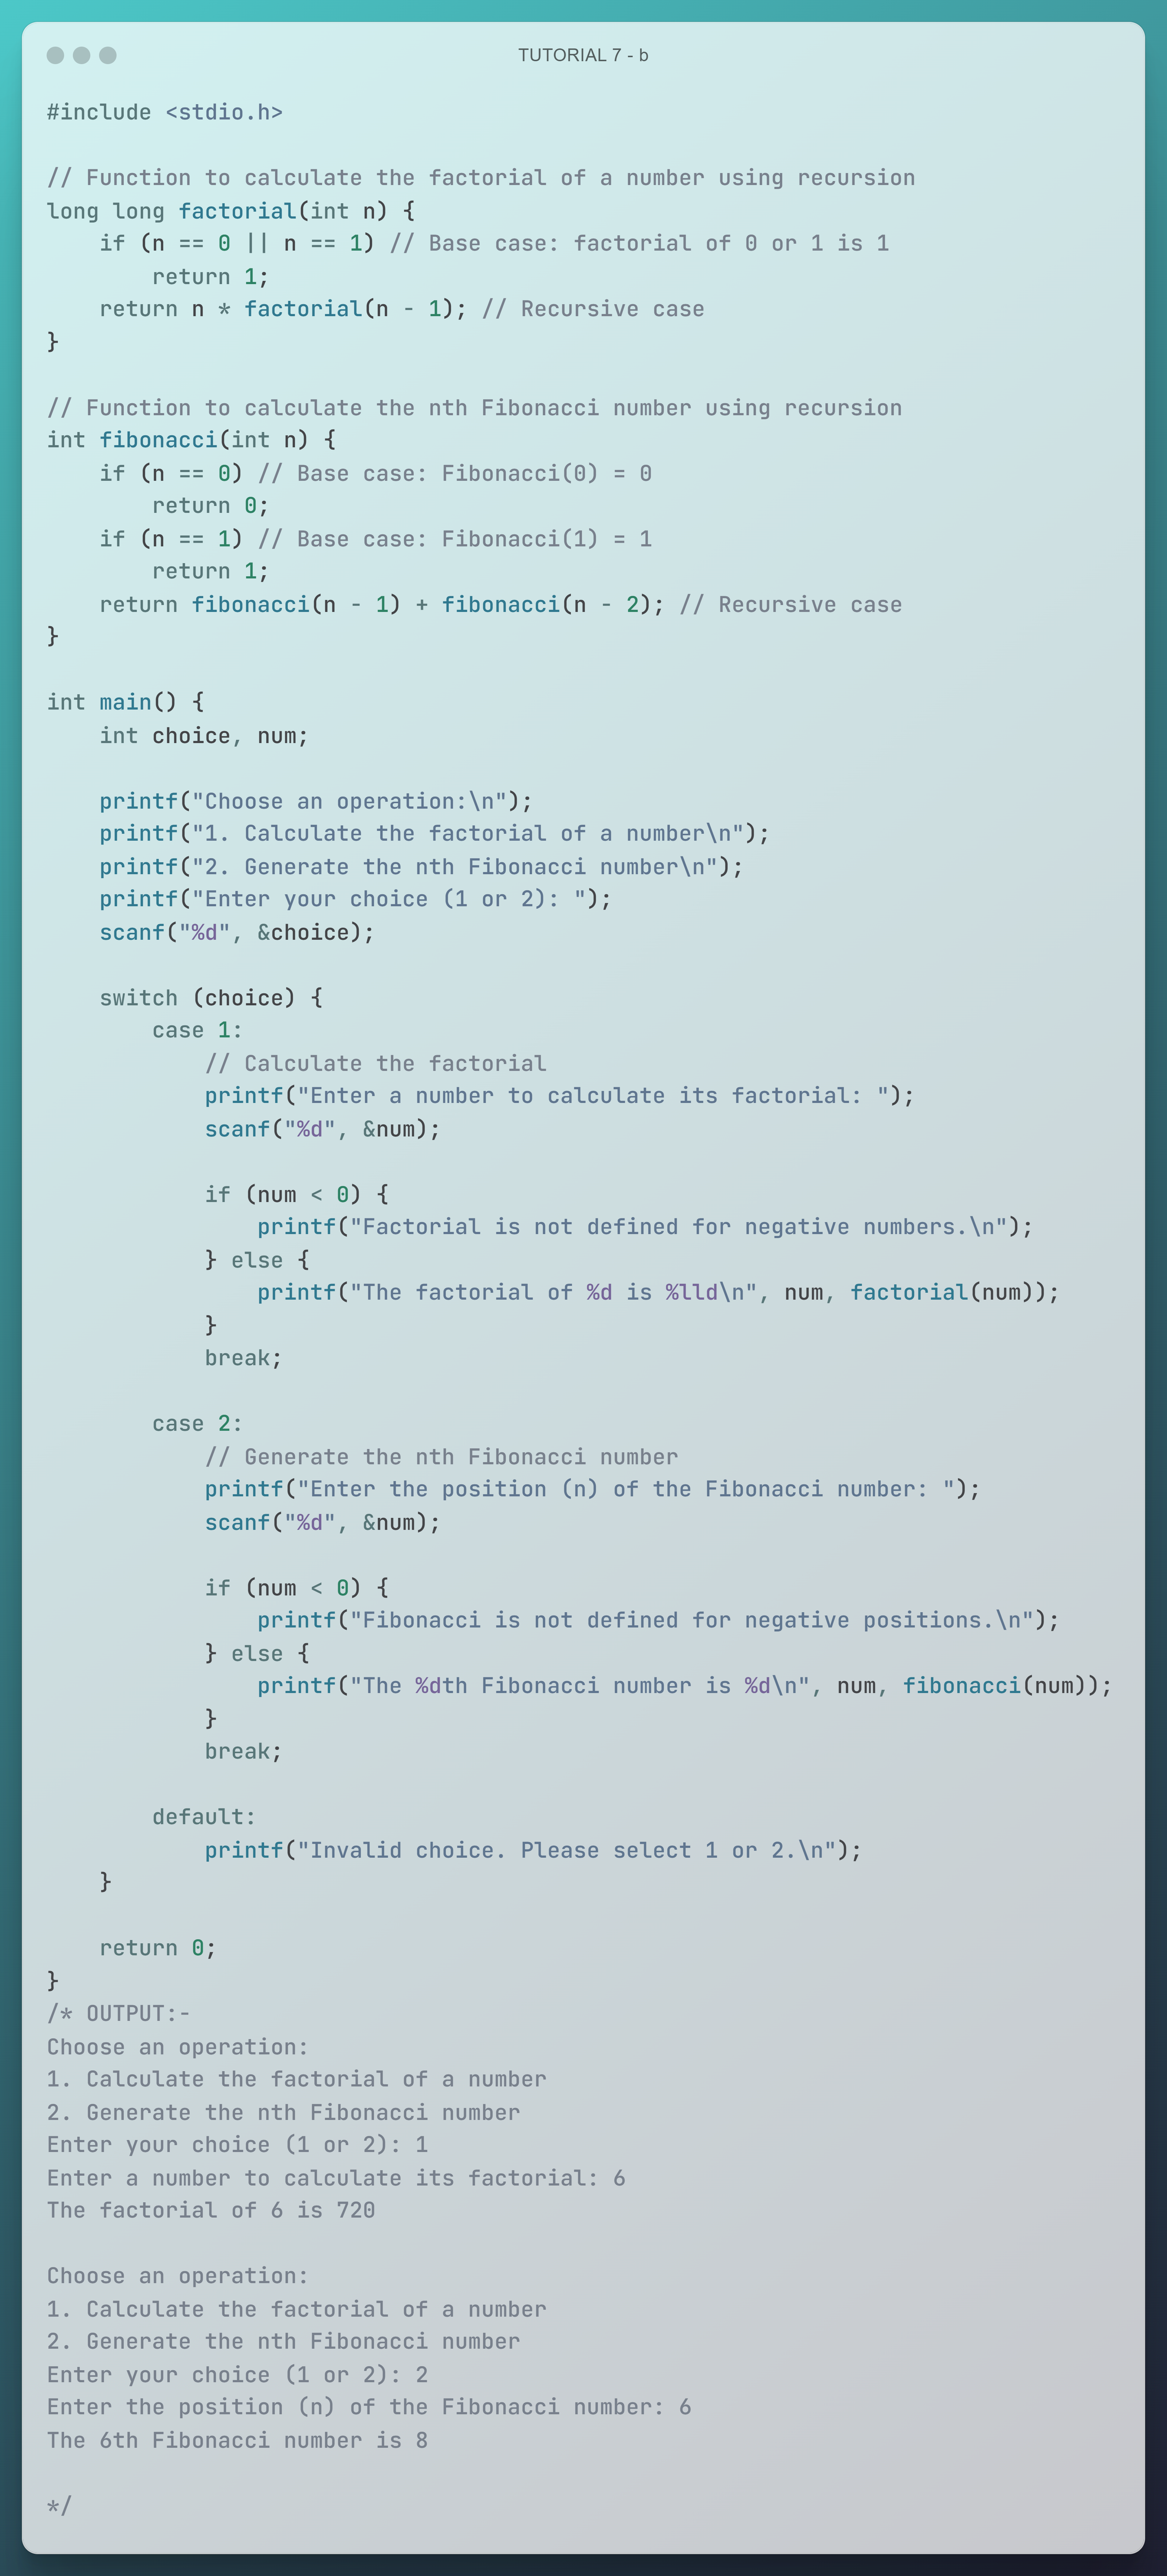 TUTORIAL 7 - b
#include <stdio.h>

// Function to calculate the factorial of a number using recursion
long long factorial(int n) {
    if (n == 0 || n == 1) // Base case: factorial of 0 or 1 is 1
        return 1;
    return n * factorial(n - 1); // Recursive case
}

// Function to calculate the nth Fibonacci number using recursion
int fibonacci(int n) {
    if (n == 0) // Base case: Fibonacci(0) = 0
        return 0;
    if (n == 1) // Base case: Fibonacci(1) = 1
        return 1;
    return fibonacci(n - 1) + fibonacci(n - 2); // Recursive case
}

int main() {
    int choice, num;

    printf("Choose an operation:\n");
    printf("1. Calculate the factorial of a number\n");
    printf("2. Generate the nth Fibonacci number\n");
    printf("Enter your choice (1 or 2): ");
    scanf("%d", &choice);

    switch (choice) {
        case 1:
            // Calculate the factorial
            printf("Enter a number to calculate its factorial: ");
            scanf("%d", &num);

            if (num < 0) {
                printf("Factorial is not defined for negative numbers.\n");
            } else {
                printf("The factorial of %d is %lld\n", num, factorial(num));
            }
            break;

        case 2:
            // Generate the nth Fibonacci number
            printf("Enter the position (n) of the Fibonacci number: ");
            scanf("%d", &num);

            if (num < 0) {
                printf("Fibonacci is not defined for negative positions.\n");
            } else {
                printf("The %dth Fibonacci number is %d\n", num, fibonacci(num));
            }
            break;

        default:
            printf("Invalid choice. Please select 1 or 2.\n");
    }

    return 0;
}
/* OUTPUT:-
Choose an operation:
1. Calculate the factorial of a number
2. Generate the nth Fibonacci number
Enter your choice (1 or 2): 1
Enter a number to calculate its factorial: 6
The factorial of 6 is 720

Choose an operation:
1. Calculate the factorial of a number
2. Generate the nth Fibonacci number
Enter your choice (1 or 2): 2
Enter the position (n) of the Fibonacci number: 6
The 6th Fibonacci number is 8

*/